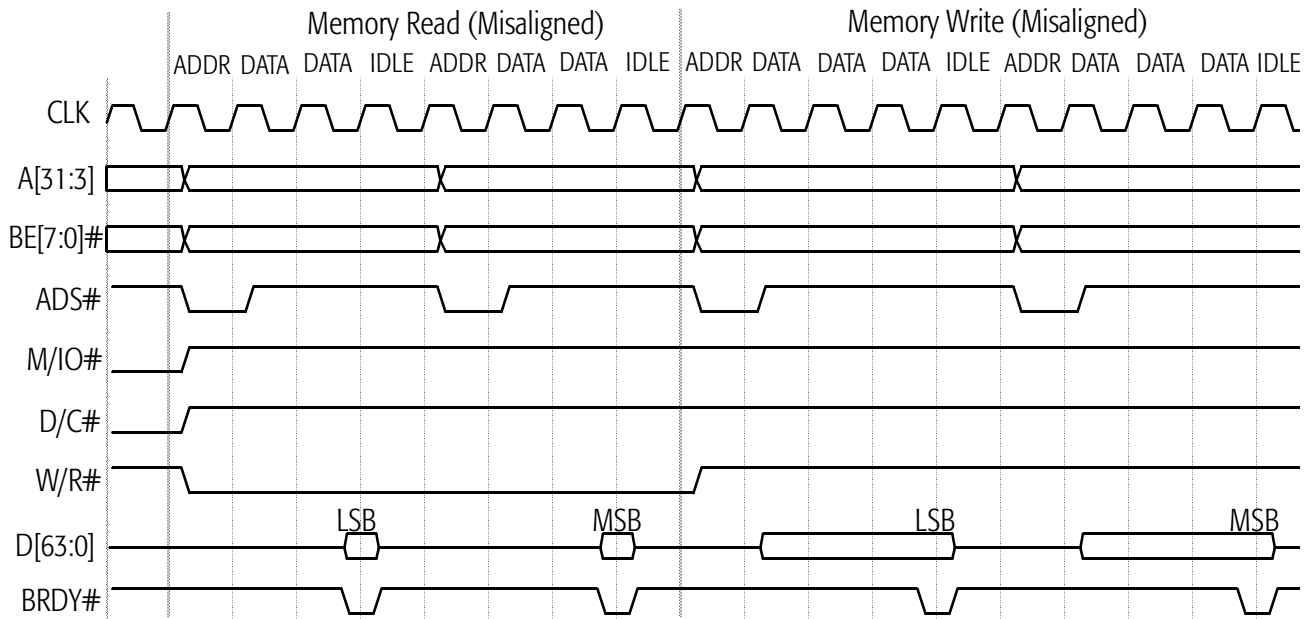 Memory Read (Misaligned) Memory Write (Misaligned)
ADDR DATA DATA IDLE ADDR DATA DATA IDLE ADDR DATA DATA DATA IDLE ADDR DATA DATA DATA IDLE
CLK
A[31:3]
BE[7:0]#
ADS#
M/IO#
D/C#
W/R#
LSB MSB LSB MSB
D[63:0]
BRDY#